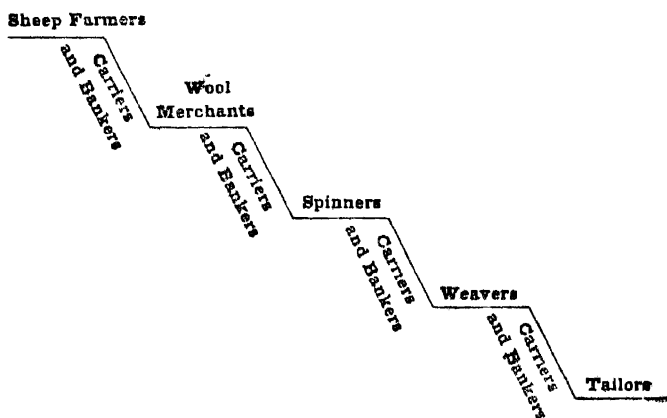 Sheep Farmers
Carriers
and Bankers
Wool
Merchants
Carriers
and Bankers
Spinners
Carriers
and Bankers
Weavers
Carriers
and Bankers
Tailors